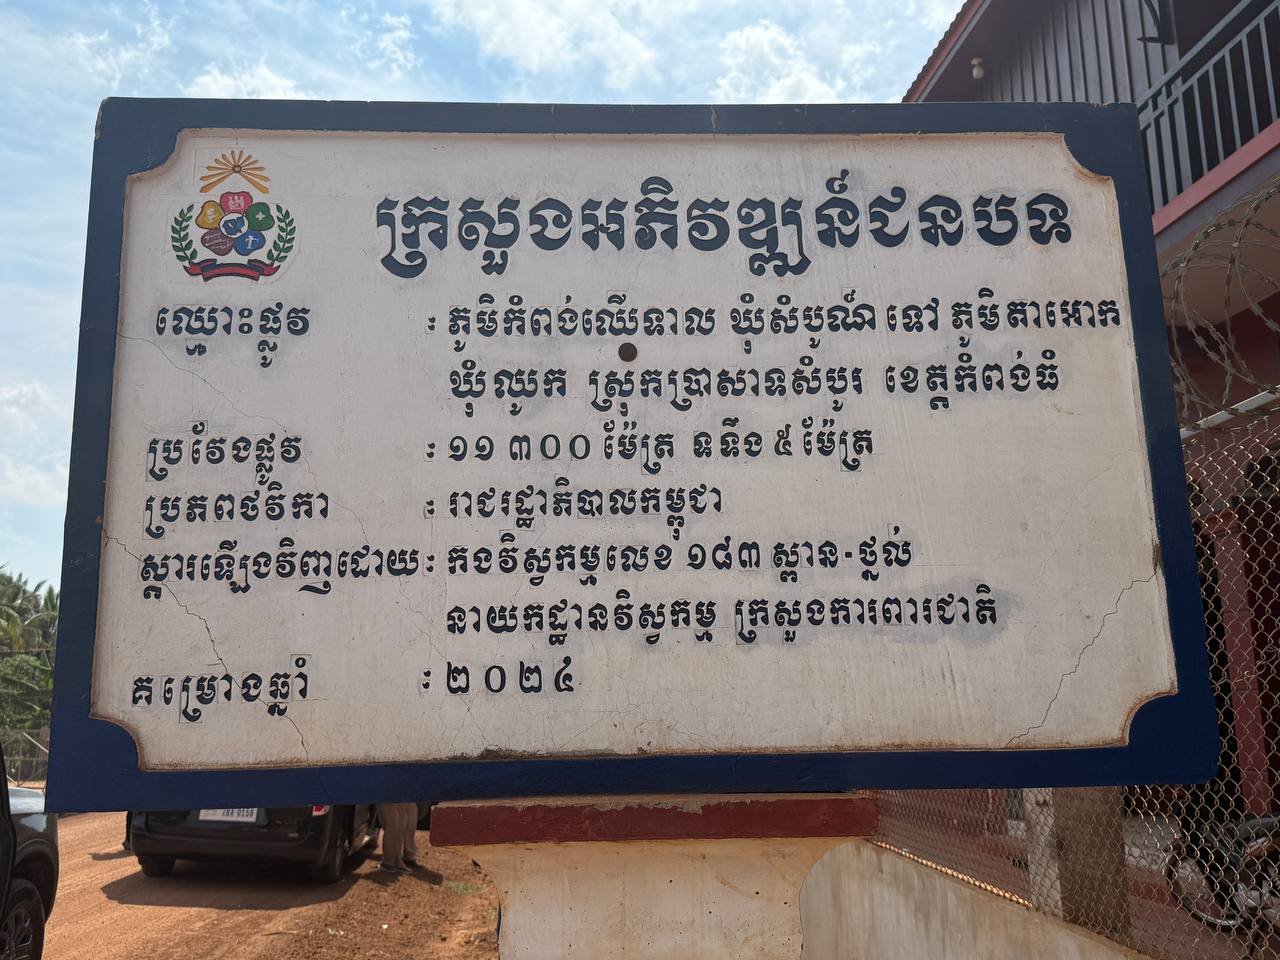 ក្រសួងអភិវឌ្ឍន៍ជនបទ
ឈ្មោះផ្លូវ : ភូមិកំពង់ឈើទាល ឃុំសំបូណ៍ ទៅ ភូមិតាអោក
ឃុំឈូក ស្រុកប្រាសាទសំបូរ ខេត្តកំពង់ធំ
ប្រវែងផ្លូវ : ១១ ៣០០ ម៉ែត្រ ទទឹង ៥ ម៉ែត្រ
ប្រភពថវិកា : រាជរដ្ឋាភិបាលកម្ពុជា
ស្តារឡើងវិញដោយ : កងវិស្វកម្មលេខ ១៨៣ ស្ពាន-ថ្នល់
នាយកដ្ឋានវិស្វកម្ម ក្រសួងការពារជាតិ
គម្រោងឆ្នាំ : ២០២៤
2BA-0158